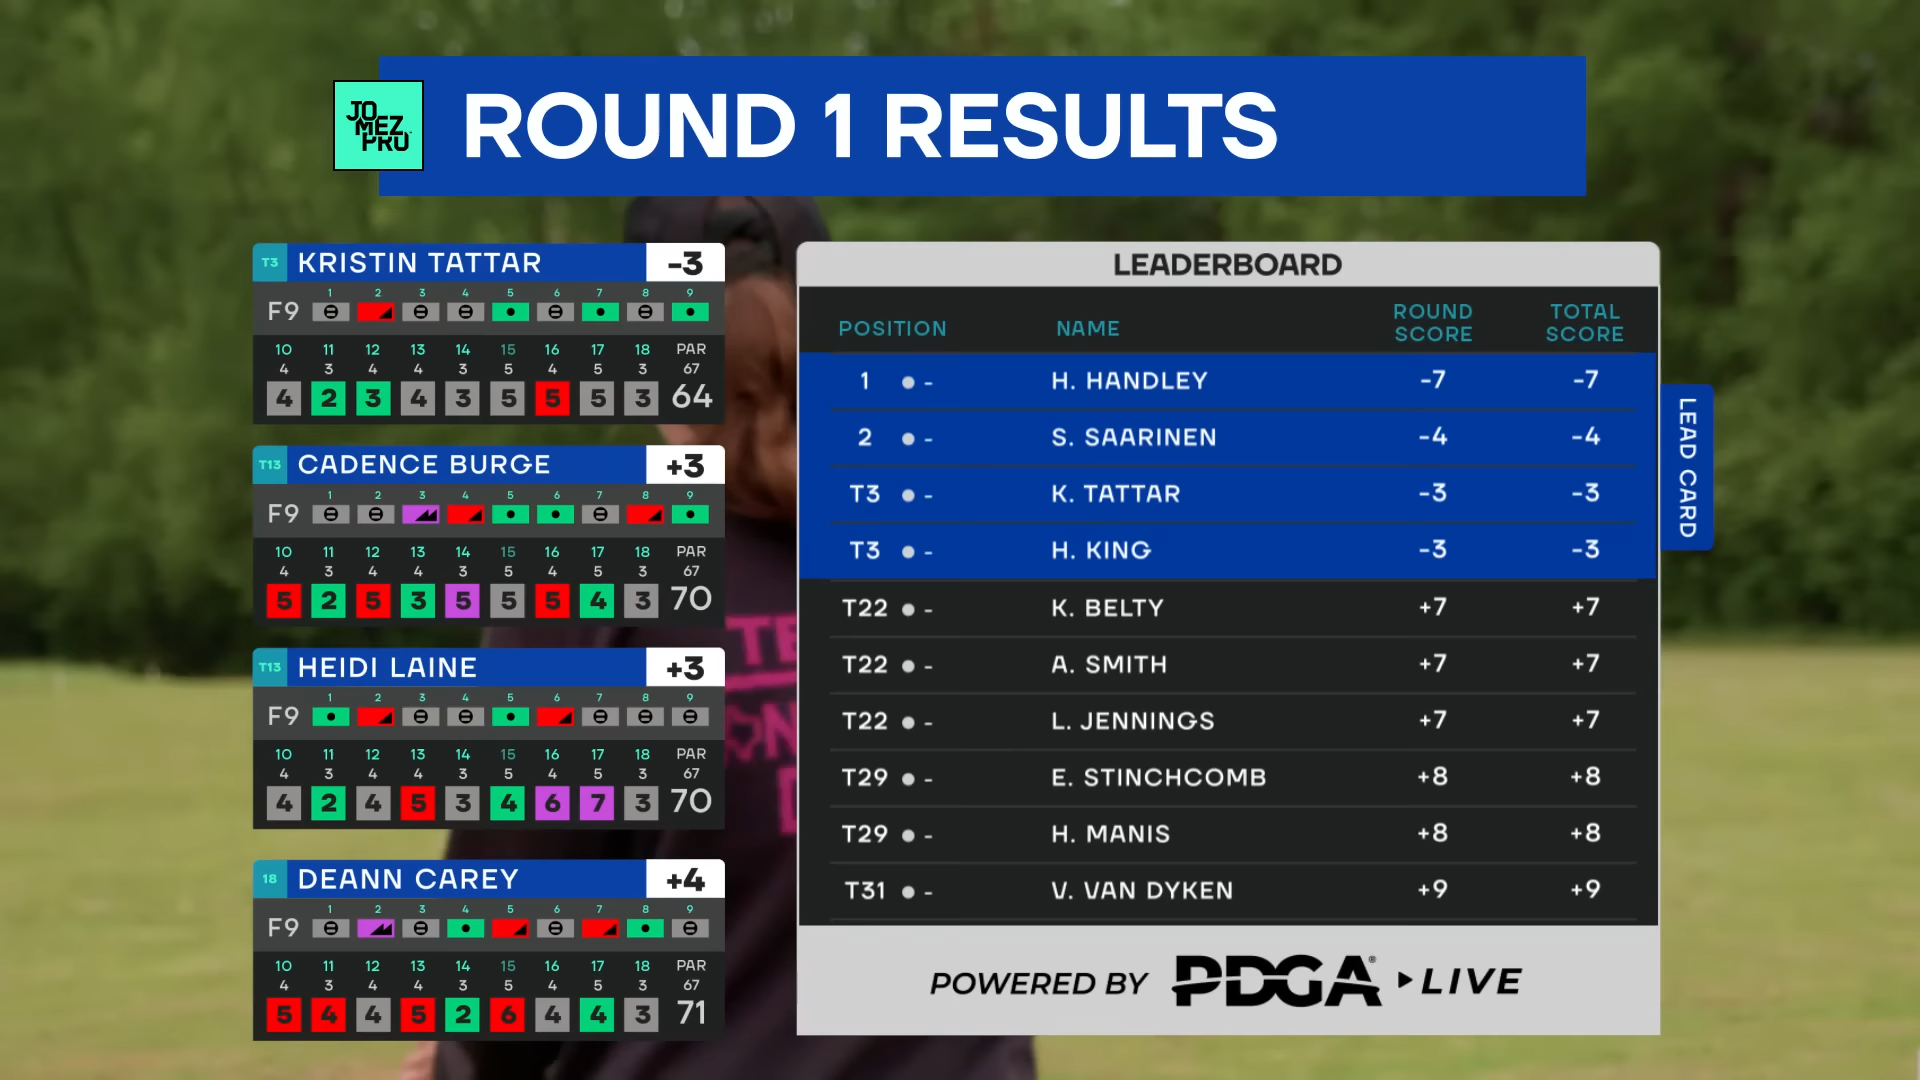 JOMEZPRO
ROUND 1 RESULTS
T3 KRISTIN TATTAR -3
1 2 3 4 5 6 7 8 9
F9
10 11 12 13 14 15 16 17 18 PAR
4 3 4 4 3 5 4 5 3 67
4 2 3 4 3 5 5 5 3 64
T13 CADENCE BURGE +3
1 2 3 4 5 6 7 8 9
F9
10 11 12 13 14 15 16 17 18 PAR
4 3 4 4 3 5 4 5 3 67
5 2 5 3 5 5 5 4 3 70
T13 HEIDI LAINE +3
1 2 3 4 5 6 7 8 9
F9
10 11 12 13 14 15 16 17 18 PAR
4 3 4 4 3 5 4 5 3 67
4 2 4 5 3 4 6 7 3 70
18 DEANN CAREY +4
1 2 3 4 5 6 7 8 9
F9
10 11 12 13 14 15 16 17 18 PAR
4 3 4 4 3 5 4 5 3 67
5 4 4 5 2 6 4 4 3 71
LEADERBOARD
POSITION NAME ROUND SCORE TOTAL SCORE
1 - H. HANDLEY -7 -7
2 - S. SAARINEN -4 -4
T3 - K. TATTAR -3 -3
T3 - H. KING -3 -3
T22 - K. BELTY +7 +7
T22 - A. SMITH +7 +7
T22 - L. JENNINGS +7 +7
T29 - E. STINCHCOMB +8 +8
T29 - H. MANIS +8 +8
T31 - V. VAN DYKEN +9 +9
LEAD CARD
POWERED BY PDGA® LIVE